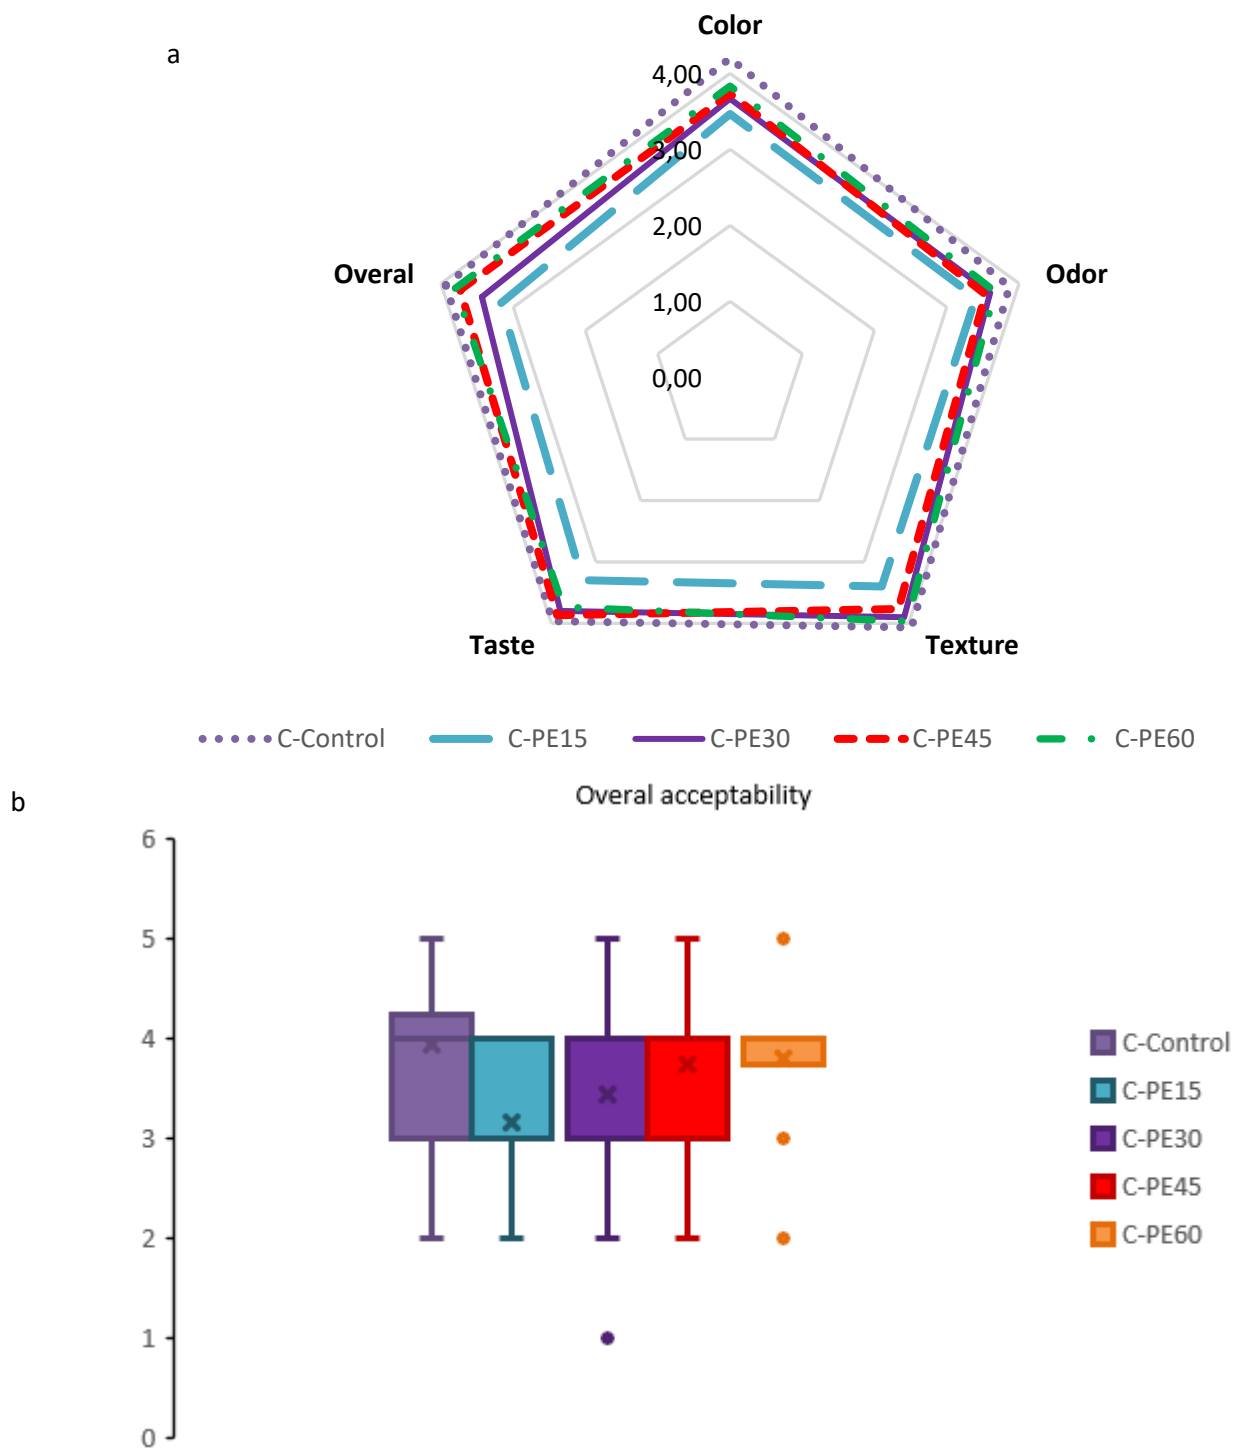 a
Color
4,00
3,00
2,00
1,00
0,00
Overal
Odor
Taste
Texture
C-Control C-PE15 C-PE30 C-PE45 C-PE60
b
Overal acceptability
6
5
4
3
2
1
0
C-Control
C-PE15
C-PE30
C-PE45
C-PE60